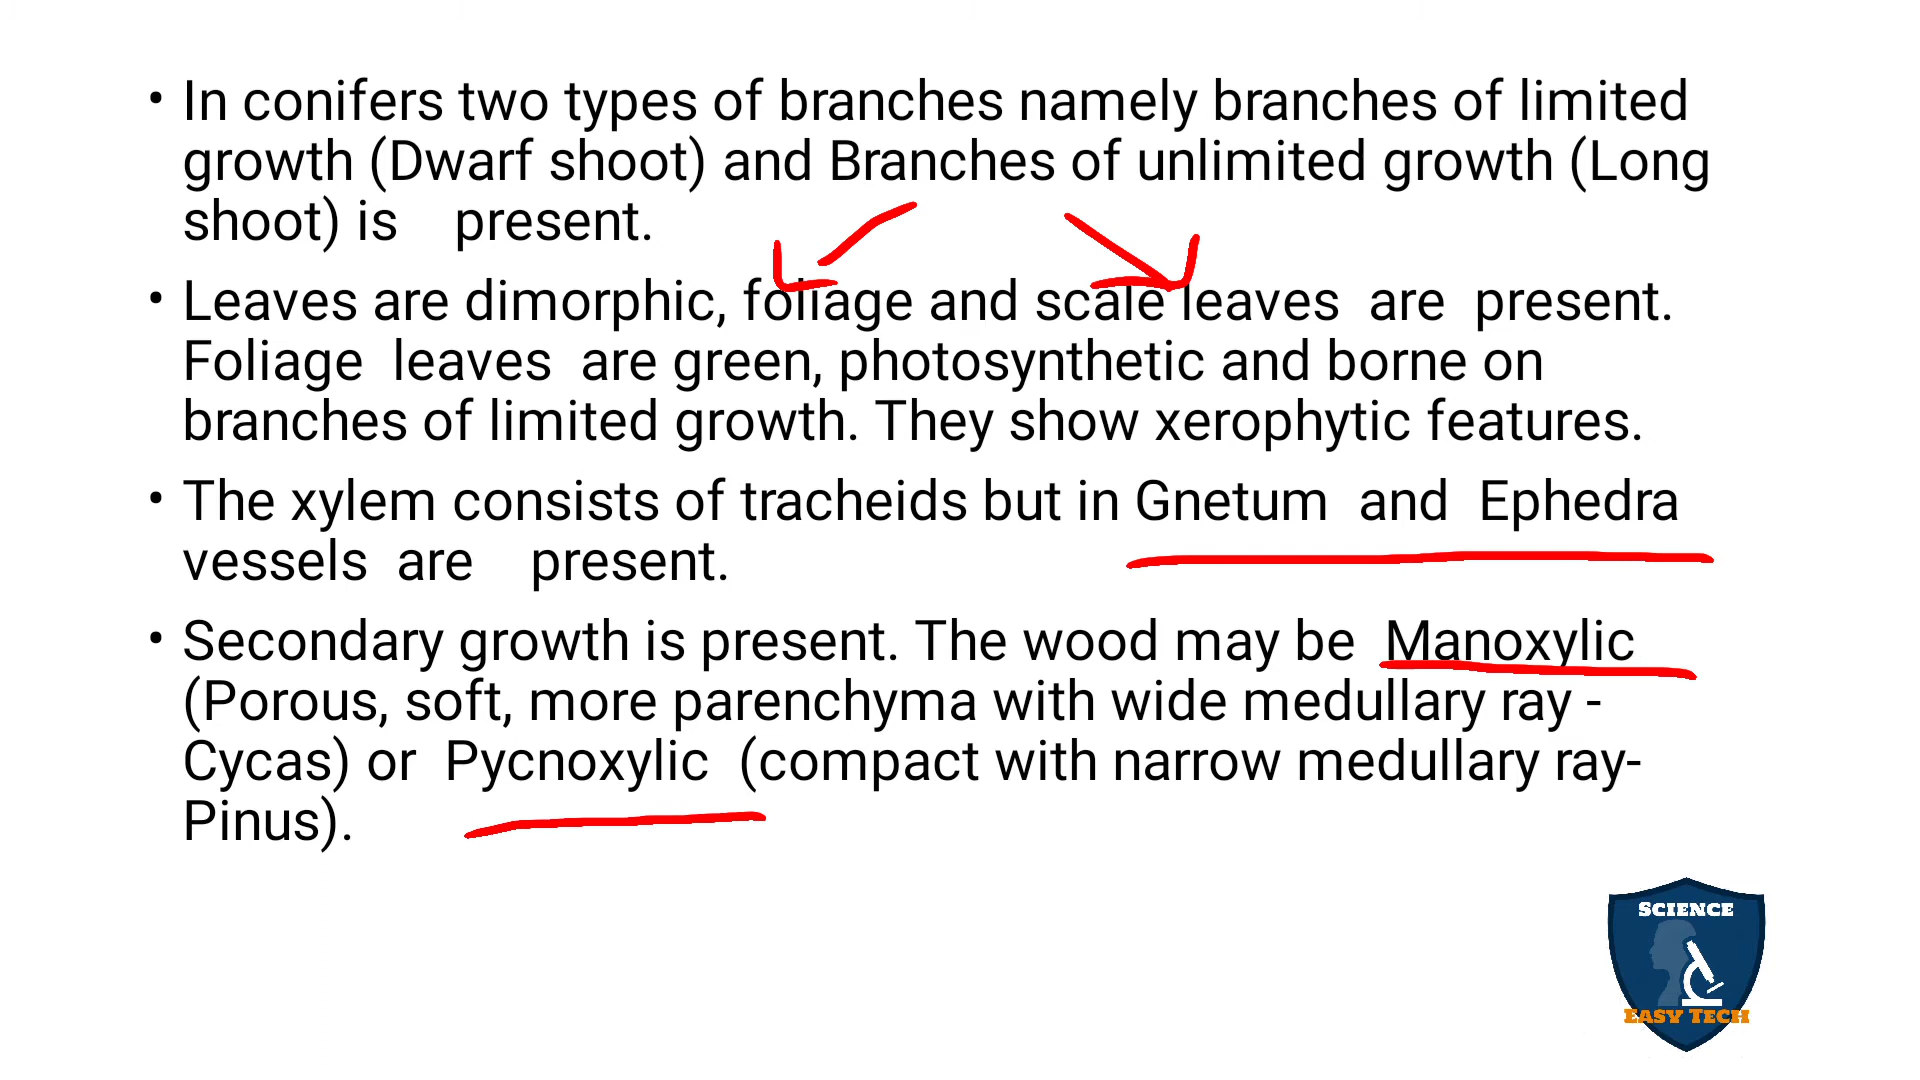 • In conifers two types of branches namely branches of limited
growth (Dwarf shoot) and Branches of unlimited growth (Long
shoot) is present.
• Leaves are dimorphic, foliage and scale leaves are present.
Foliage leaves are green, photosynthetic and borne on
branches of limited growth. They show xerophytic features.
• The xylem consists of tracheids but in Gnetum and Ephedra
vessels are present.
• Secondary growth is present. The wood may be Manoxylic
(Porous, soft, more parenchyma with wide medullary ray -
Cycas) or Pycnoxylic (compact with narrow medullary ray-
Pinus).
SCIENCE
EASY TECH